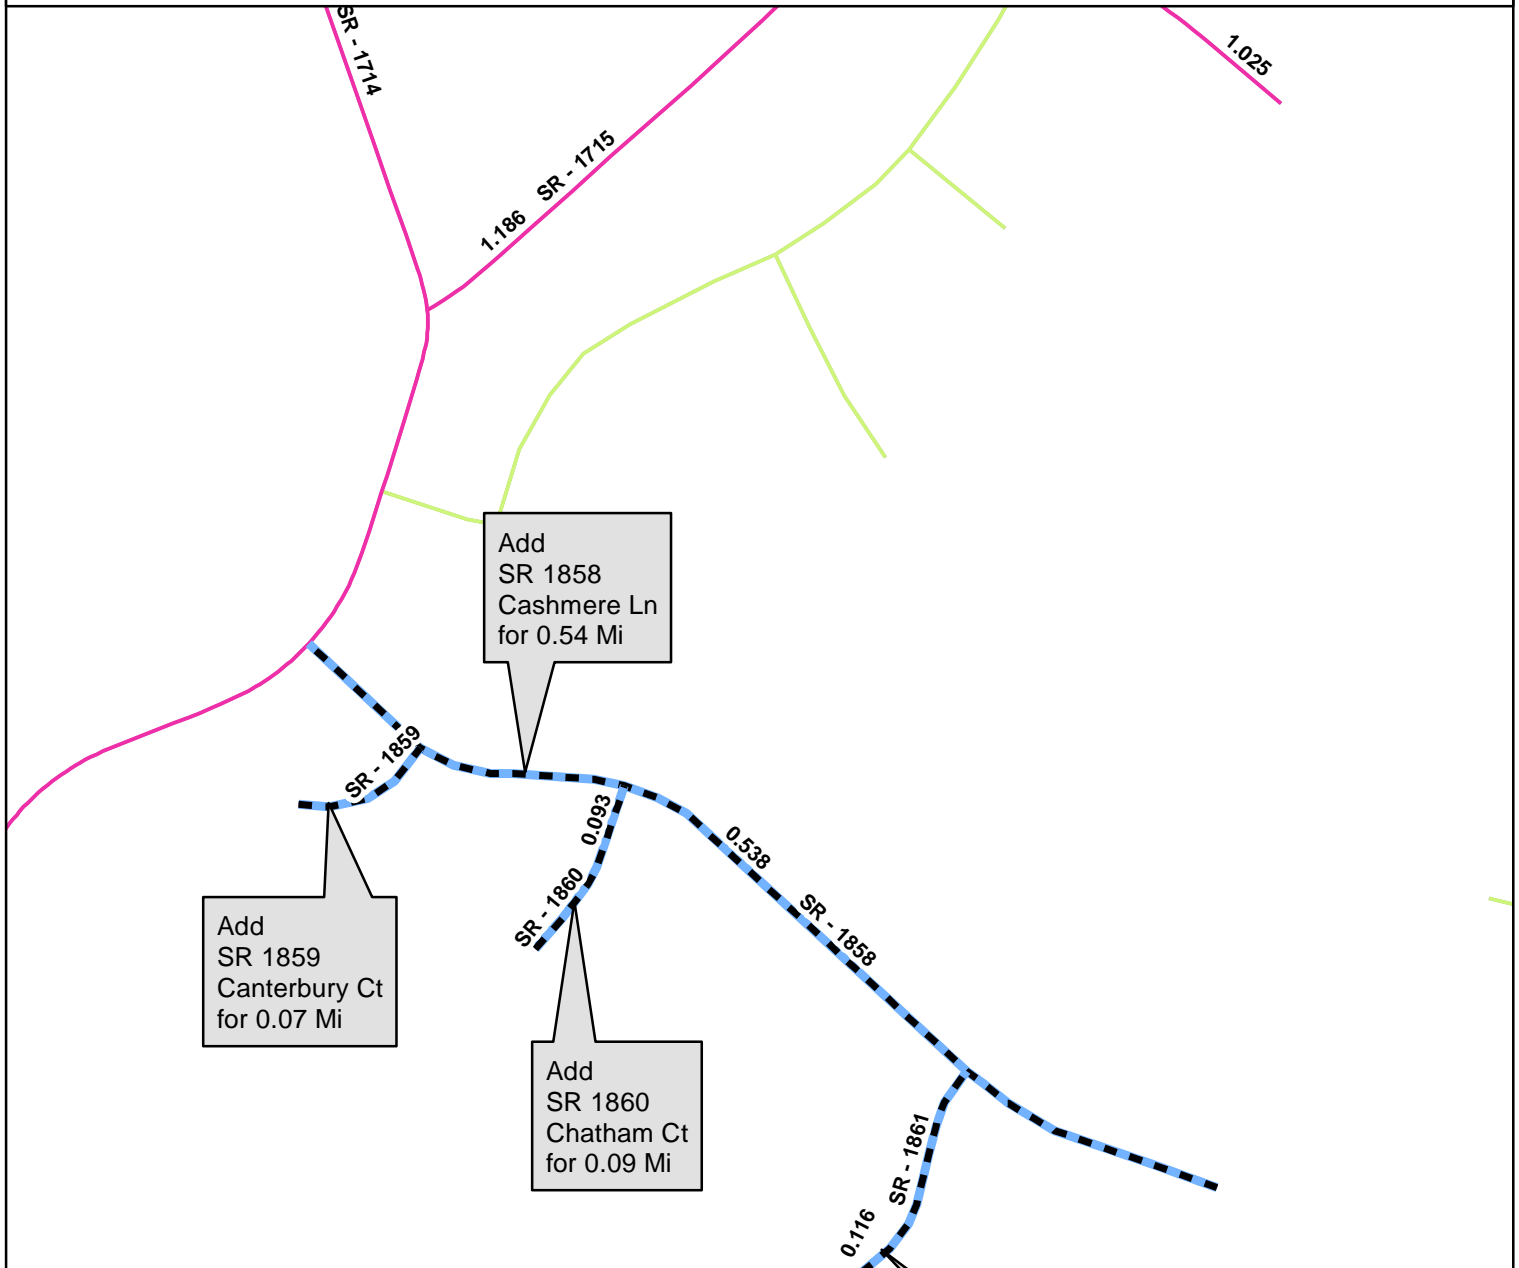 SR - 1714
1.025
SR - 1715
1.186
Add
SR 1858
Cashmere Ln
for 0.54 Mi
SR - 1859
0.093
0.538
SR - 1860
SR - 1858
Add
SR 1859
Canterbury Ct
for 0.07 Mi
Add
SR 1860
Chatham Ct
for 0.09 Mi
SR - 1861
0.116